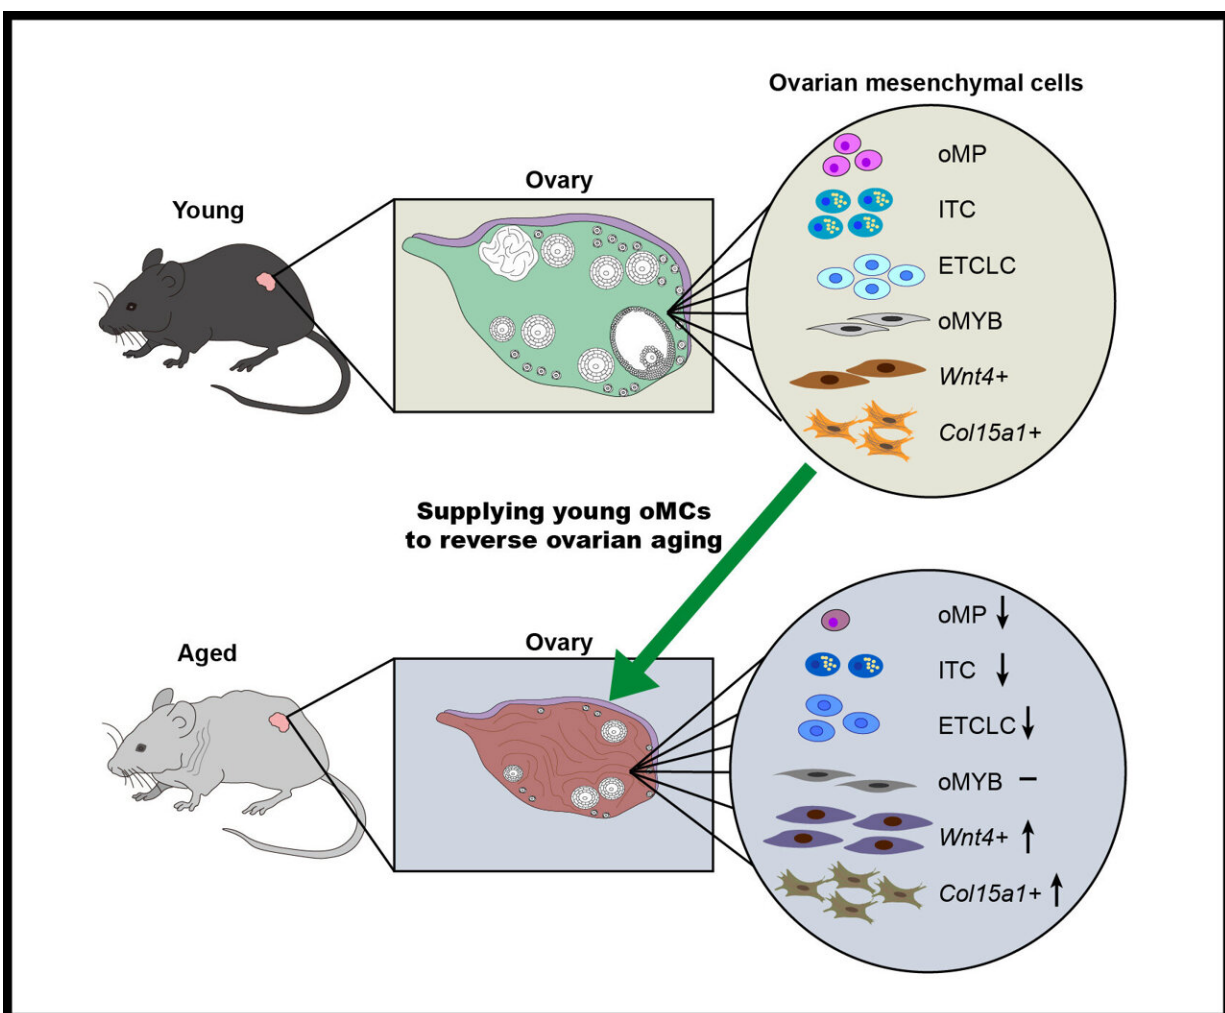 Ovarian mesenchymal cells
oMP
ITC
ETCLC
oMYB
Wnt4+
Col15a1+
Ovary
Young
Supplying young oMCs
to reverse ovarian aging
Aged
Ovary
oMP ↓
ITC ↓
ETCLC ↓
oMYB –
Wnt4+ ↑
Col15a1+ ↑